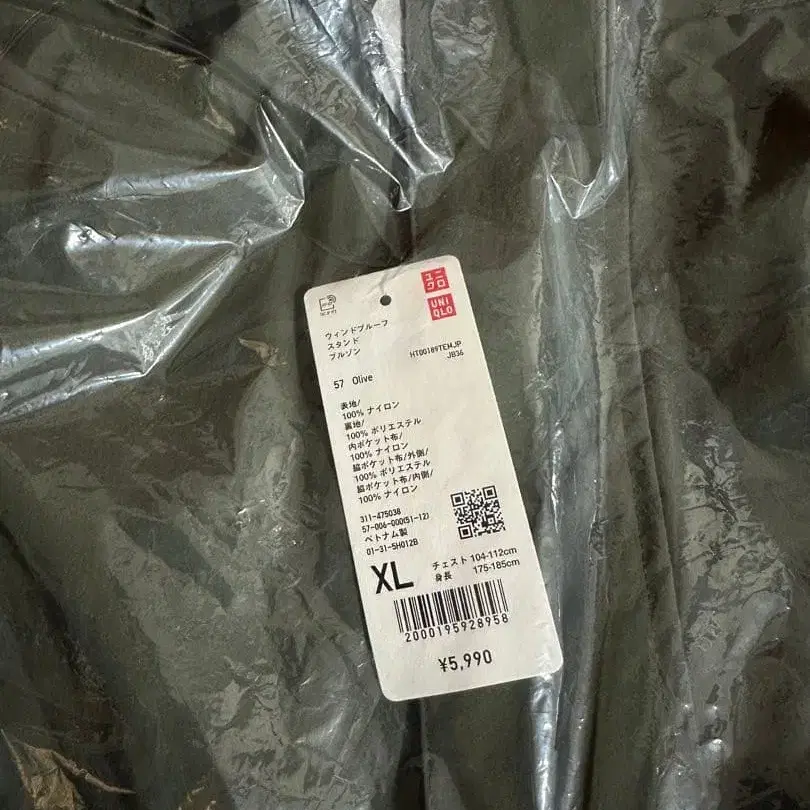 ユニ
クロ
UNI
QLO
ウィンドプルーフ
スタンド
ブルゾン
HT00189TEMJP
JB36
57 Olive
表地/
100% ナイロン
裏地/
100% ポリエステル
内ポケット布/
100% ナイロン
脇ポケット布/外側/
100% ポリエステル
脇ポケット布/内側/
100% ナイロン
311-475038
57-006-000(51-12)
ベトナム製
01-31-5H012B
XL
チェスト 104-112cm
身長 175-185cm
2000195928958
¥5,990